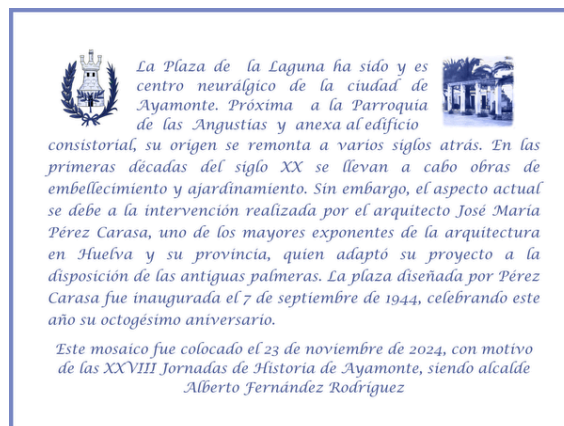 La Plaza de la Laguna ha sido y es
centro neurálgico de la ciudad de
Ayamonte. Próxima a la Parroquia
de las Angustias y anexa al edificio
consistorial, su origen se remonta a varios siglos atrás. En las
primeras décadas del siglo XX se llevan a cabo obras de
embellecimiento y ajardinamiento. Sin embargo, el aspecto actual
se debe a la intervención realizada por el arquitecto José María
Pérez Carasa, uno de los mayores exponentes de la arquitectura
en Huelva y su provincia, quien adaptó su proyecto a la
disposición de las antiguas palmeras. La plaza diseñada por Pérez
Carasa fue inaugurada el 7 de septiembre de 1944, celebrando este
año su octogésimo aniversario.
Este mosaico fue colocado el 23 de noviembre de 2024, con motivo
de las XXVIII Jornadas de Historia de Ayamonte, siendo alcalde
Alberto Fernández Rodríguez